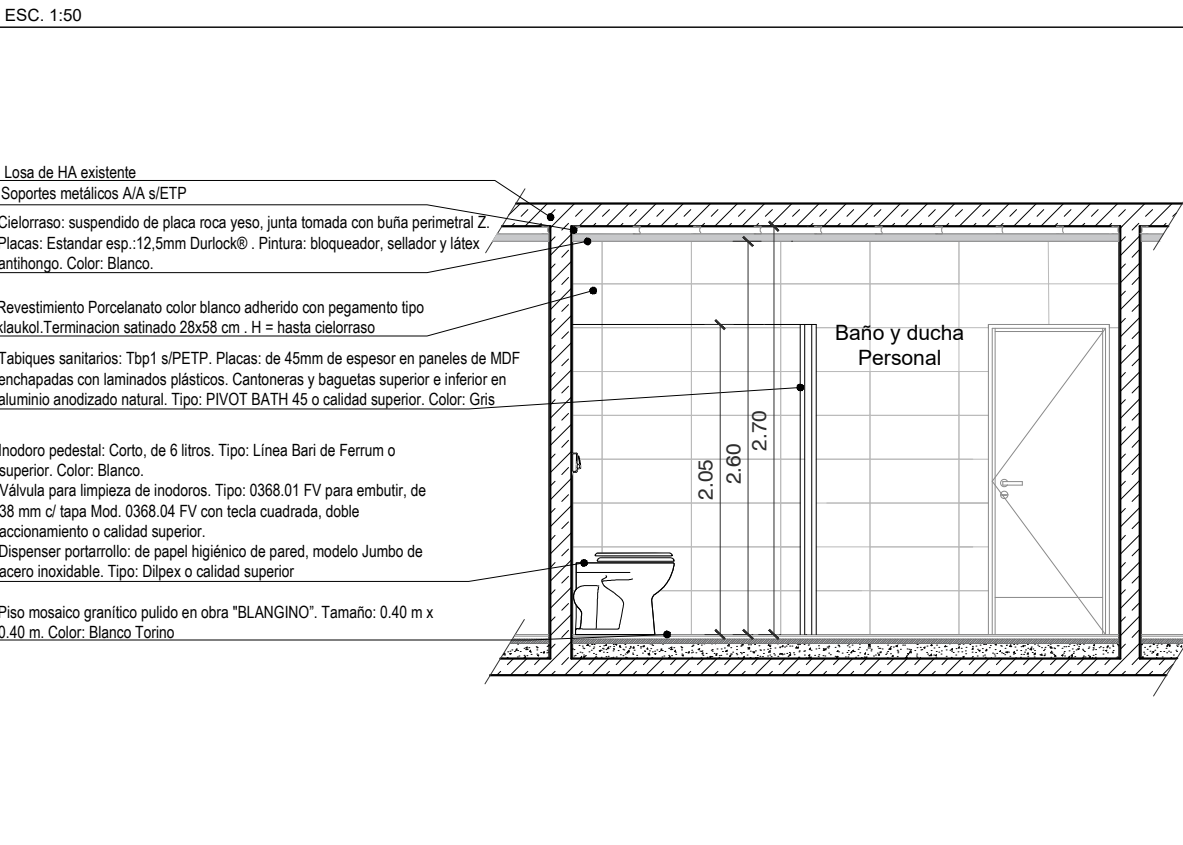 ESC. 1:50
Losa de HA existente
Soportes metálicos A/A s/ETP
Cielorraso: suspendido de placa roca yeso, junta tomada con buña perimetral Z.
Placas: Estandar esp.:12,5mm Durlock® . Pintura: bloqueador, sellador y látex
antihongo. Color: Blanco.
Revestimiento Porcelanato color blanco adherido con pegamento tipo
klaukol.Terminacion satinado 28x58 cm . H = hasta cielorraso
Tabiques sanitarios: Tbp1 s/PETP. Placas: de 45mm de espesor en paneles de MDF
enchapadas con laminados plásticos. Cantoneras y baguetas superior e inferior en
aluminio anodizado natural. Tipo: PIVOT BATH 45 o calidad superior. Color: Gris
Inodoro pedestal: Corto, de 6 litros. Tipo: Línea Bari de Ferrum o
superior. Color: Blanco.
Válvula para limpieza de inodoros. Tipo: 0368.01 FV para embutir, de
38 mm c/ tapa Mod. 0368.04 FV con tecla cuadrada, doble
accionamiento o calidad superior.
Dispenser portarrollo: de papel higiénico de pared, modelo Jumbo de
acero inoxidable. Tipo: Dilpex o calidad superior
Piso mosaico granítico pulido en obra "BLANGINO”. Tamaño: 0.40 m x
0.40 m. Color: Blanco Torino
Baño y ducha
Personal
2.05
2.60
2.70